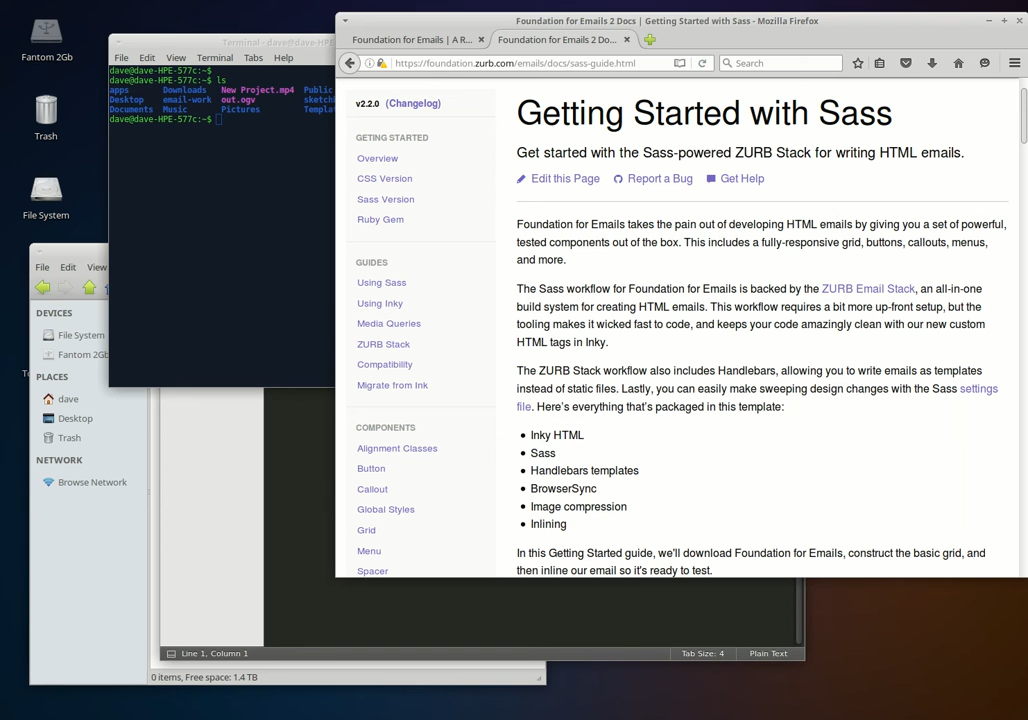 Fantom 2Gb
Trash
File System
Terminal - dave@dave-HPE-577c:
File Edit View Terminal Tabs Help
dave@dave-HPE-577c:~$
dave@dave-HPE-577c:~$ ls
apps Downloads New Project.mp4 Public
Desktop email-work out.ogv
Documents Music Pictures
dave@dave-HPE-577c:~$
File Edit View
DEVICES
File System
Fantom 2Gb
PLACES
dave
Desktop
Trash
NETWORK
Browse Network
0 items, Free space: 1.4 TB
Line 1, Column 1
Tab Size: 4
Plain Text
Foundation for Emails 2 Docs | Getting Started with Sass - Mozilla Firefox
Foundation for Emails | A R...
Foundation for Emails 2 Do...
https://foundation.zurb.com/emails/docs/sass-guide.html
Search
v2.2.0 (Changelog)
GETING STARTED
Overview
CSS Version
Sass Version
Ruby Gem
GUIDES
Using Sass
Using Inky
Media Queries
ZURB Stack
Compatibility
Migrate from Ink
COMPONENTS
Alignment Classes
Button
Callout
Global Styles
Grid
Menu
Spacer
Getting Started with Sass
Get started with the Sass-powered ZURB Stack for writing HTML emails.
Edit this Page Report a Bug Get Help
Foundation for Emails takes the pain out of developing HTML emails by giving you a set of powerful,
tested components out of the box. This includes a fully-responsive grid, buttons, callouts, menus,
and more.
The Sass workflow for Foundation for Emails is backed by the ZURB Email Stack, an all-in-one
build system for creating HTML emails. This workflow requires a bit more up-front setup, but the
tooling makes it wicked fast to code, and keeps your code amazingly clean with our new custom
HTML tags in Inky.
The ZURB Stack workflow also includes Handlebars, allowing you to write emails as templates
instead of static files. Lastly, you can easily make sweeping design changes with the Sass settings
file. Here's everything that's packaged in this template:
• Inky HTML
• Sass
• Handlebars templates
• BrowserSync
• Image compression
• Inlining
In this Getting Started guide, we'll download Foundation for Emails, construct the basic grid, and
then inline our email so it's ready to test.